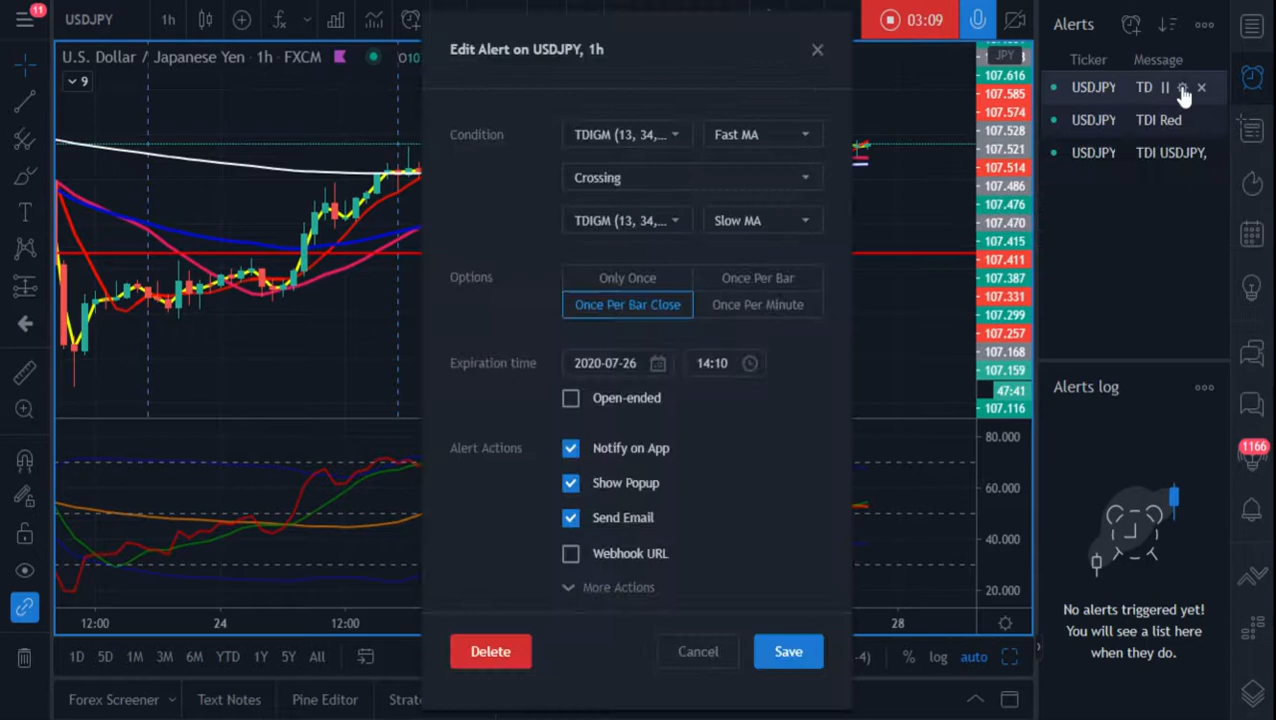 11
USDJPY
1h
03:09
U.S. Dollar / Japanese Yen · 1h · FXCM
9
Edit Alert on USDJPY, 1h
Condition
TDIGM (13, 34,...
Fast MA
Crossing
TDIGM (13, 34,...
Slow MA
Options
Only Once
Once Per Bar
Once Per Bar Close
Once Per Minute
Expiration time
2020-07-26
14:10
Open-ended
Alert Actions
Notify on App
Show Popup
Send Email
Webhook URL
More Actions
Delete
Cancel
Save
JPY
107.616
107.585
107.574
107.528
107.521
107.514
107.486
107.476
107.470
107.415
107.411
107.387
107.331
107.299
107.257
107.168
107.159
47:41
107.116
80.000
60.000
40.000
20.000
12:00
24
12:00
28
1D
5D
1M
3M
6M
YTD
1Y
5Y
All
-4)
%
log
auto
Forex Screener
Text Notes
Pine Editor
Strate
Alerts
Ticker
Message
USDJPY
TD
USDJPY
TDI Red
USDJPY
TDI USDJPY,
Alerts log
No alerts triggered yet!
You will see a list here
when they do.
1166